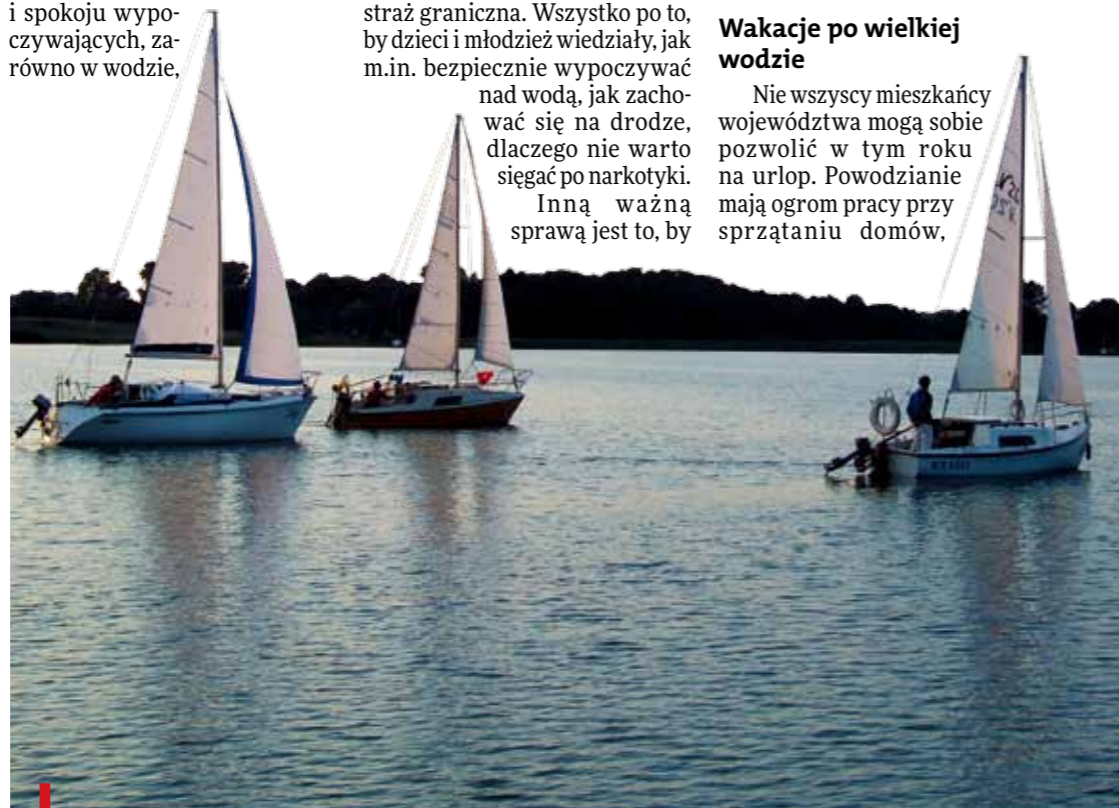 i spokoju wypo-
czywających, za-
równo w wodzie,
straż graniczna. Wszystko po to,
by dzieci i młodzież wiedziały, jak
m.in. bezpiecznie wypoczywać
nad wodą, jak zacho-
wać się na drodze,
dlaczego nie warto
sięgać po narkotyki.
Inną ważną
sprawą jest to, by
Wakacje po wielkiej
wodzie
Nie wszyscy mieszkańcy
województwa mogą sobie
pozwolić w tym roku
na urlop. Powodzianie
mają ogrom pracy przy
sprzątaniu domów,